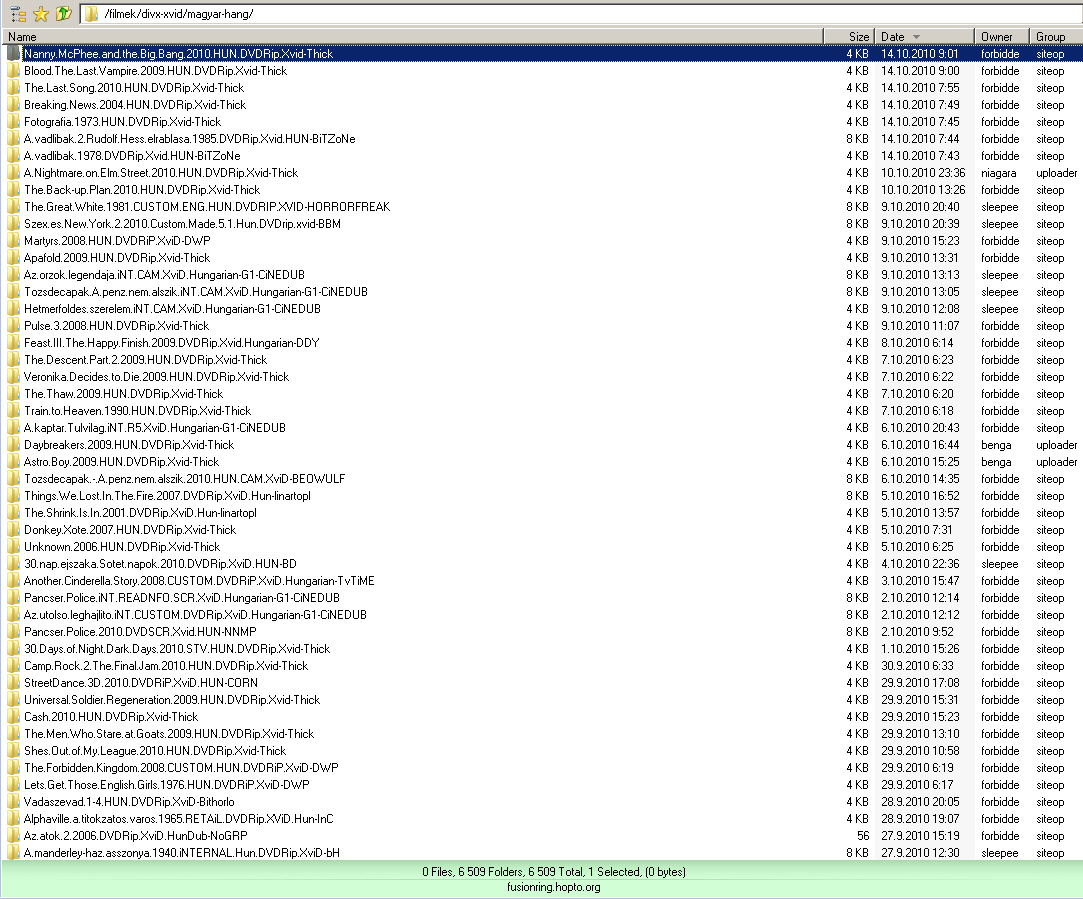 /filmek/divx-xvid/magyar-hang/
Name Size Date Owner Group
Nanny.McPhee.and.the.Big.Bang.2010.HUN.DVDRip.Xvid-Thick 4 KB 14.10.2010 9:01 forbidde siteop
Blood.The.Last.Vampire.2009.HUN.DVDRip.Xvid-Thick 4 KB 14.10.2010 9:00 forbidde siteop
The.Last.Song.2010.HUN.DVDRip.Xvid-Thick 4 KB 14.10.2010 7:55 forbidde siteop
Breaking.News.2004.HUN.DVDRip.Xvid-Thick 4 KB 14.10.2010 7:49 forbidde siteop
Fotografia.1973.HUN.DVDRip.Xvid-Thick 4 KB 14.10.2010 7:45 forbidde siteop
A.vadlibak.2.Rudolf.Hess.elrablasa.1985.DVDRip.Xvid.HUN-BiTZoNe 8 KB 14.10.2010 7:44 forbidde siteop
A.vadlibak.1978.DVDRip.Xvid.HUN-BiTZoNe 4 KB 14.10.2010 7:43 forbidde siteop
A.Nightmare.on.Elm.Street.2010.HUN.DVDRip.Xvid-Thick 4 KB 10.10.2010 23:36 niagara uploader
The.Back-up.Plan.2010.HUN.DVDRip.Xvid-Thick 4 KB 10.10.2010 13:26 forbidde siteop
The.Great.White.1981.CUSTOM.ENG.HUN.DVDRIP.XVID-HORRORFREAK 8 KB 9.10.2010 20:40 sleepee siteop
Szex.es.New.York.2.2010.Custom.Made.5.1.Hun.DVDrip.xvid-BBM 8 KB 9.10.2010 20:39 sleepee siteop
Martyrs.2008.HUN.DVDRiP.XviD-DWP 4 KB 9.10.2010 15:23 forbidde siteop
Apafold.2009.HUN.DVDRip.Xvid-Thick 4 KB 9.10.2010 13:31 forbidde siteop
Az.orzok.legendaja.iNT.CAM.XviD.Hungarian-G1-CiNEDUB 8 KB 9.10.2010 13:13 sleepee siteop
Tozsdecapak.A.penz.nem.alszik.iNT.CAM.XviD.Hungarian-G1-CiNEDUB 8 KB 9.10.2010 13:05 sleepee siteop
Hetmerfoldes.szerelem.iNT.CAM.XviD.Hungarian-G1-CiNEDUB 8 KB 9.10.2010 12:08 sleepee siteop
Pulse.3.2008.HUN.DVDRip.Xvid-Thick 4 KB 9.10.2010 11:07 forbidde siteop
Feast.III.The.Happy.Finish.2009.DVDRip.Xvid.Hungarian-DDY 4 KB 8.10.2010 6:14 forbidde siteop
The.Descent.Part.2.2009.HUN.DVDRip.Xvid-Thick 4 KB 7.10.2010 6:23 forbidde siteop
Veronika.Decides.to.Die.2009.HUN.DVDRip.Xvid-Thick 4 KB 7.10.2010 6:22 forbidde siteop
The.Thaw.2009.HUN.DVDRip.Xvid-Thick 4 KB 7.10.2010 6:20 forbidde siteop
Train.to.Heaven.1990.HUN.DVDRip.Xvid-Thick 4 KB 7.10.2010 6:18 forbidde siteop
A.kaptar.Tulvilag.iNT.R5.XviD.Hungarian-G1-CiNEDUB 4 KB 6.10.2010 20:43 forbidde siteop
Daybreakers.2009.HUN.DVDRip.Xvid-Thick 4 KB 6.10.2010 16:44 benga uploader
Astro.Boy.2009.HUN.DVDRip.Xvid-Thick 4 KB 6.10.2010 15:25 benga uploader
Tozsdecapak.-.A.penz.nem.alszik.2010.HUN.CAM.XviD-BEOWULF 8 KB 6.10.2010 14:35 forbidde siteop
Things.We.Lost.In.The.Fire.2007.DVDRip.XviD.Hun-linartopl 8 KB 5.10.2010 16:52 forbidde siteop
The.Shrink.Is.In.2001.DVDRip.XviD.Hun-linartopl 8 KB 5.10.2010 13:57 forbidde siteop
Donkey.Xote.2007.HUN.DVDRip.Xvid-Thick 4 KB 5.10.2010 7:31 forbidde siteop
Unknown.2006.HUN.DVDRip.Xvid-Thick 4 KB 5.10.2010 6:25 forbidde siteop
30.nap.ejszaka.Sotet.napok.2010.DVDRip.XviD.HUN-BD 8 KB 4.10.2010 22:36 sleepee siteop
Another.Cinderella.Story.2008.CUSTOM.DVDRiP.XviD.Hungarian-TvTiME 4 KB 3.10.2010 15:47 forbidde siteop
Pancser.Police.iNT.READNFO.SCR.XviD.Hungarian-G1-CiNEDUB 8 KB 2.10.2010 12:14 forbidde siteop
Az.utolso.leghajlito.iNT.CUSTOM.DVDRip.XviD.Hungarian-G1-CiNEDUB 8 KB 2.10.2010 12:12 forbidde siteop
Pancser.Police.2010.DVDSCR.Xvid.HUN-NNMP 8 KB 2.10.2010 9:52 forbidde siteop
30.Days.of.Night.Dark.Days.2010.STV.HUN.DVDRip.Xvid-Thick 4 KB 1.10.2010 15:26 forbidde siteop
Camp.Rock.2.The.Final.Jam.2010.HUN.DVDRip.Xvid-Thick 4 KB 30.9.2010 6:33 forbidde siteop
StreetDance.3D.2010.DVDRiP.XviD.HUN-CORN 4 KB 29.9.2010 17:08 forbidde siteop
Universal.Soldier.Regeneration.2009.HUN.DVDRip.Xvid-Thick 4 KB 29.9.2010 15:31 forbidde siteop
Cash.2010.HUN.DVDRip.Xvid-Thick 4 KB 29.9.2010 15:23 forbidde siteop
The.Men.Who.Stare.at.Goats.2009.HUN.DVDRip.Xvid-Thick 4 KB 29.9.2010 13:10 forbidde siteop
Shes.Out.of.My.League.2010.HUN.DVDRip.Xvid-Thick 4 KB 29.9.2010 10:58 forbidde siteop
The.Forbidden.Kingdom.2008.CUSTOM.HUN.DVDRiP.XviD-DWP 4 KB 29.9.2010 6:19 forbidde siteop
Lets.Get.Those.English.Girls.1976.HUN.DVDRiP.XviD-DWP 4 KB 29.9.2010 6:17 forbidde siteop
Vadaszevad.1-4.HUN.DVDRip.XviD-Bithorlo 4 KB 28.9.2010 20:05 forbidde siteop
Alphaville.a.titokzatos.varos.1965.RETAiL.DVDRip.XViD.Hun-InC 4 KB 28.9.2010 19:07 forbidde siteop
Az.atok.2.2006.DVDRip.XviD.HunDub-NoGRP 56 27.9.2010 15:19 forbidde siteop
A.manderley-haz.asszonya.1940.iNTERNAL.Hun.DVDRip.XviD-bH 8 KB 27.9.2010 12:30 sleepee siteop
0 Files, 6 509 Folders, 6 509 Total, 1 Selected, (0 bytes)
fusionring.hopto.org